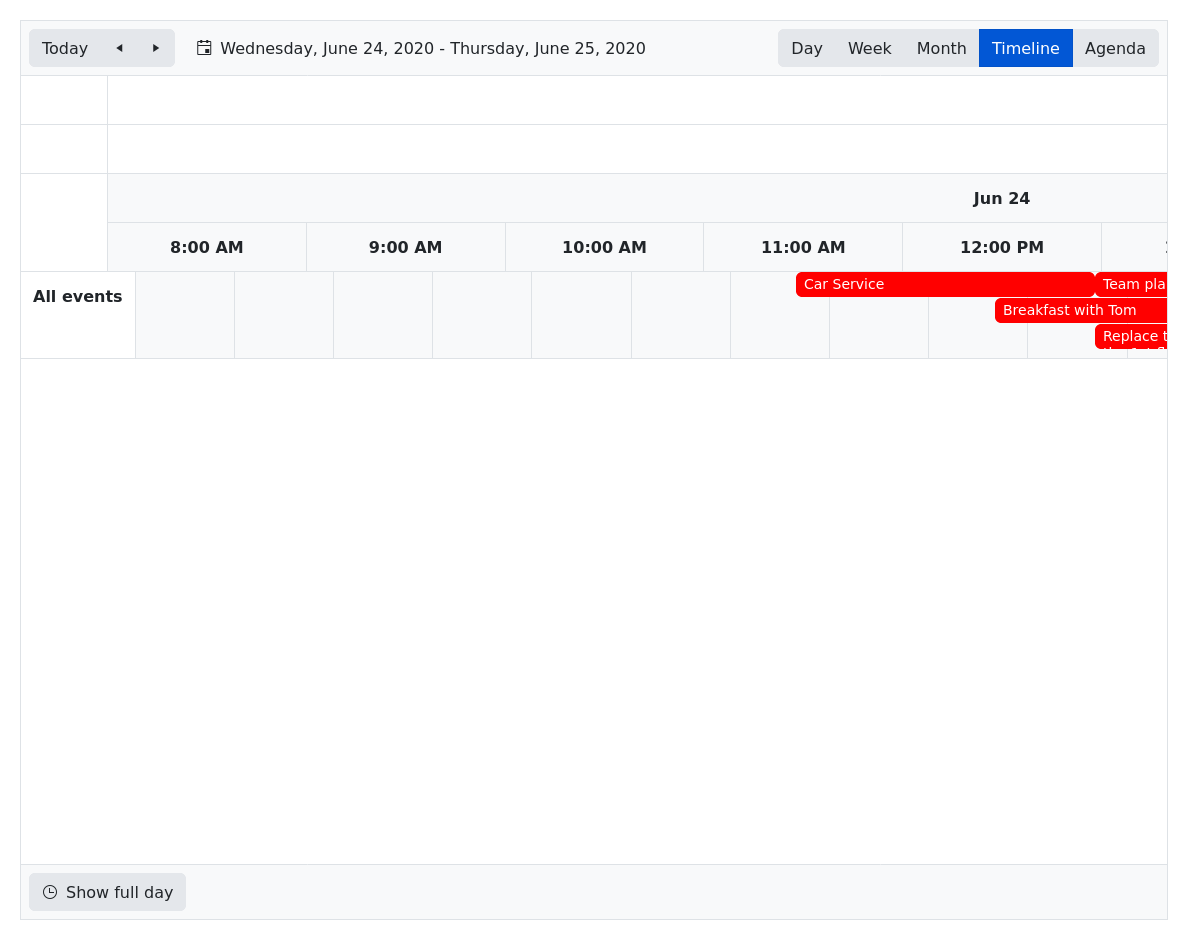 Today
Wednesday, June 24, 2020 - Thursday, June 25, 2020
Day Week Month Timeline Agenda
Jun 24
8:00 AM 9:00 AM 10:00 AM 11:00 AM 12:00 PM
All events
Car Service
Team pla
Breakfast with Tom
Replace t
Show full day